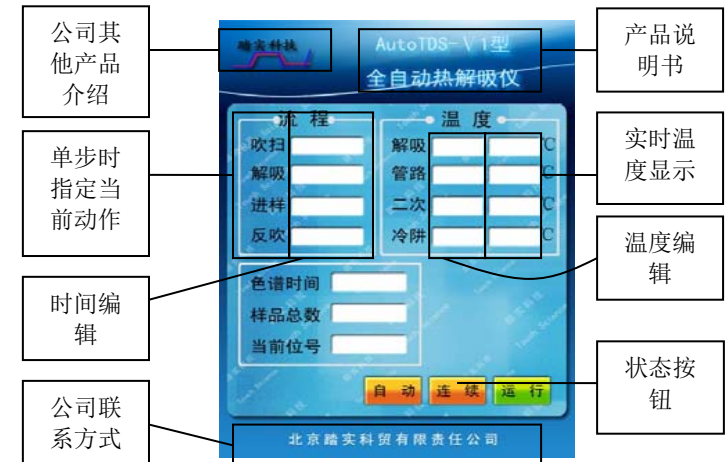 公司其
他产品
介绍
单步时
指定当
前动作
时间编
辑
公司联
系方式
踏实科技
AutoTDS-V1型
全自动热解吸仪
流 程
吹扫
解吸
进样
反吹
温 度
解吸 ℃
管路 ℃
二次 ℃
冷阱 ℃
色谱时间
样品总数
当前位号
自 动 连 续 运 行
北京踏实科贸有限责任公司
产品说
明书
实时温
度显示
温度编
辑
状态按
钮